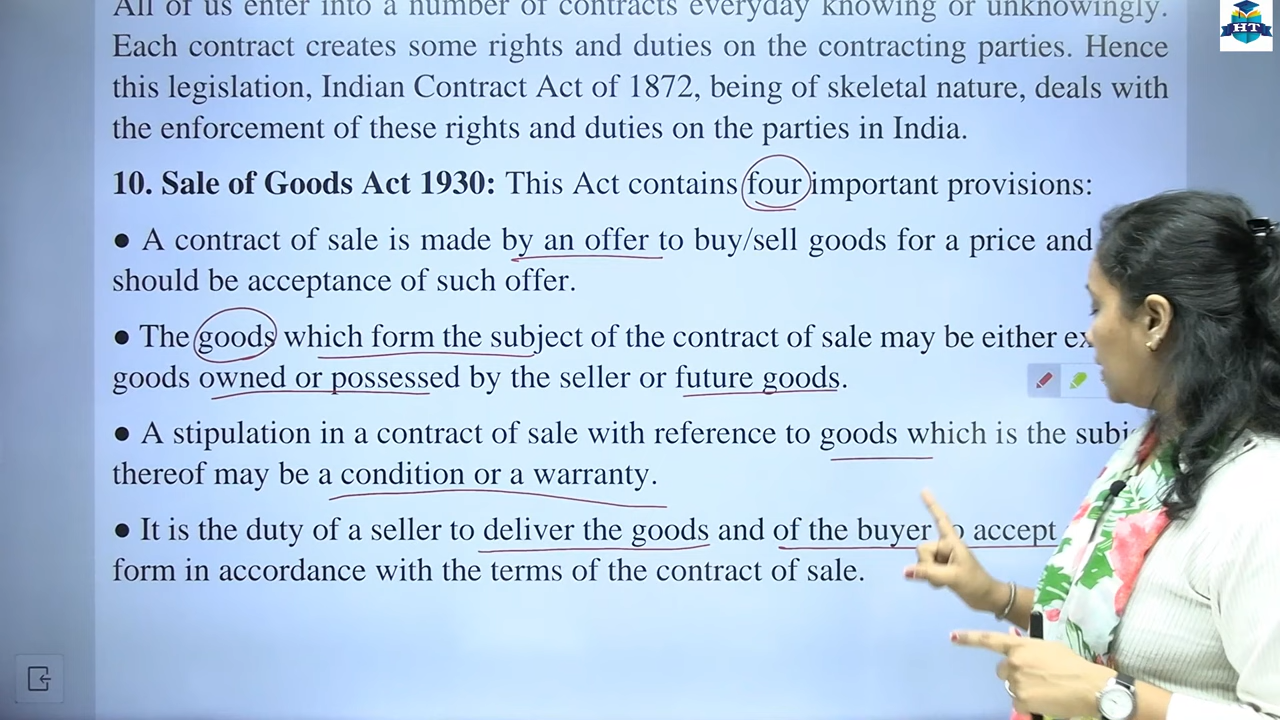 All of us enter into a number of contracts everyday knowing or unknowingly.
Each contract creates some rights and duties on the contracting parties. Hence
this legislation, Indian Contract Act of 1872, being of skeletal nature, deals with
the enforcement of these rights and duties on the parties in India.
10. Sale of Goods Act 1930: This Act contains four important provisions:
● A contract of sale is made by an offer to buy/sell goods for a price and
should be acceptance of such offer.
● The goods which form the subject of the contract of sale may be either
goods owned or possessed by the seller or future goods.
● A stipulation in a contract of sale with reference to goods which is the
thereof may be a condition or a warranty.
● It is the duty of a seller to deliver the goods and of the buyer accept
form in accordance with the terms of the contract of sale.
HT